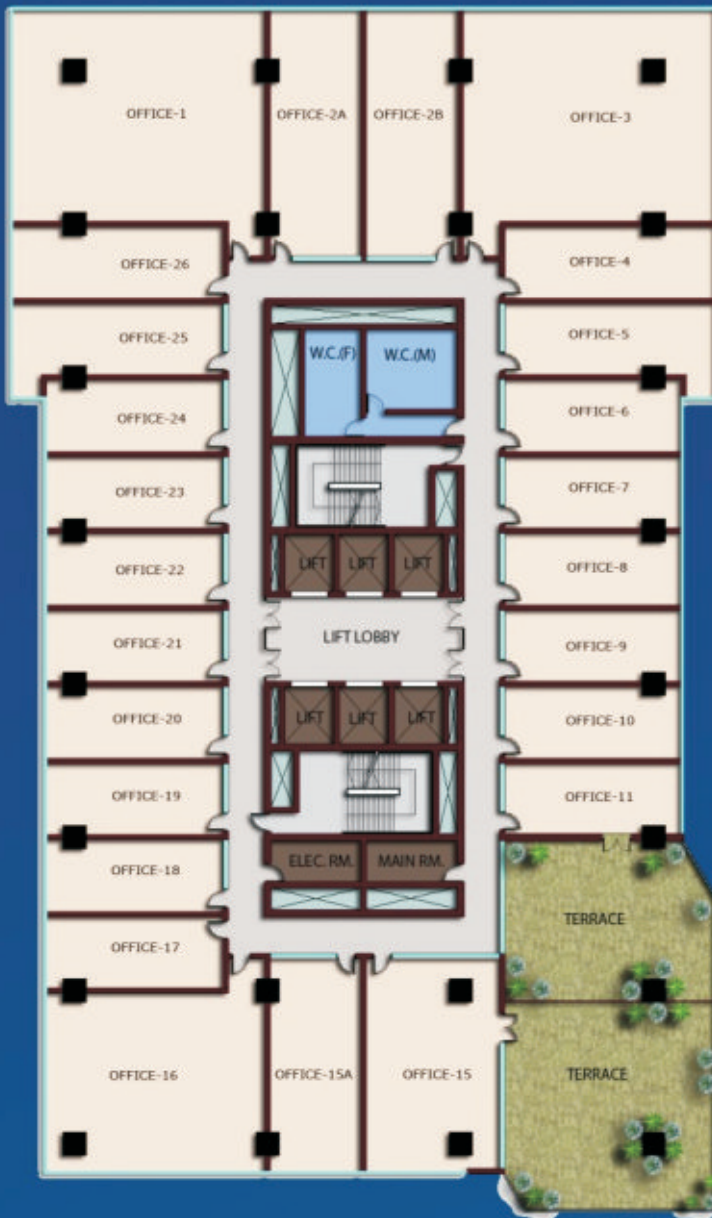 OFFICE-1
OFFICE-2A
OFFICE-2B
OFFICE-3
OFFICE-26
OFFICE-4
OFFICE-25
OFFICE-5
W.C.(F)
W.C.(M)
OFFICE-24
OFFICE-6
OFFICE-23
OFFICE-7
OFFICE-22
LIFT
LIFT
LIFT
OFFICE-8
OFFICE-21
LIFT LOBBY
OFFICE-9
OFFICE-20
LIFT
LIFT
LIFT
OFFICE-10
OFFICE-19
OFFICE-11
OFFICE-18
ELEC. RM.
MAIN RM.
OFFICE-17
TERRACE
OFFICE-16
OFFICE-15A
OFFICE-15
TERRACE